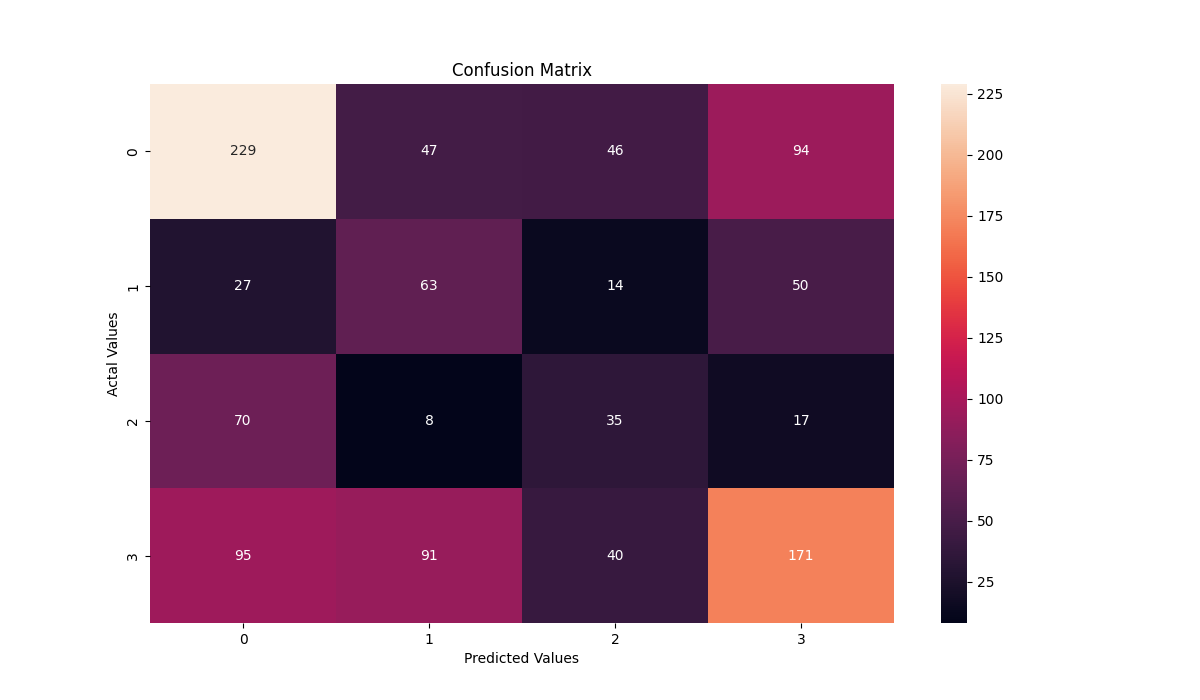 Confusion Matrix
0 229 47 46 94
1 27 63 14 50
2 70 8 35 17
3 95 91 40 171
0 1 2 3
Predicted Values
Actal Values
225
200
175
150
125
100
75
50
25